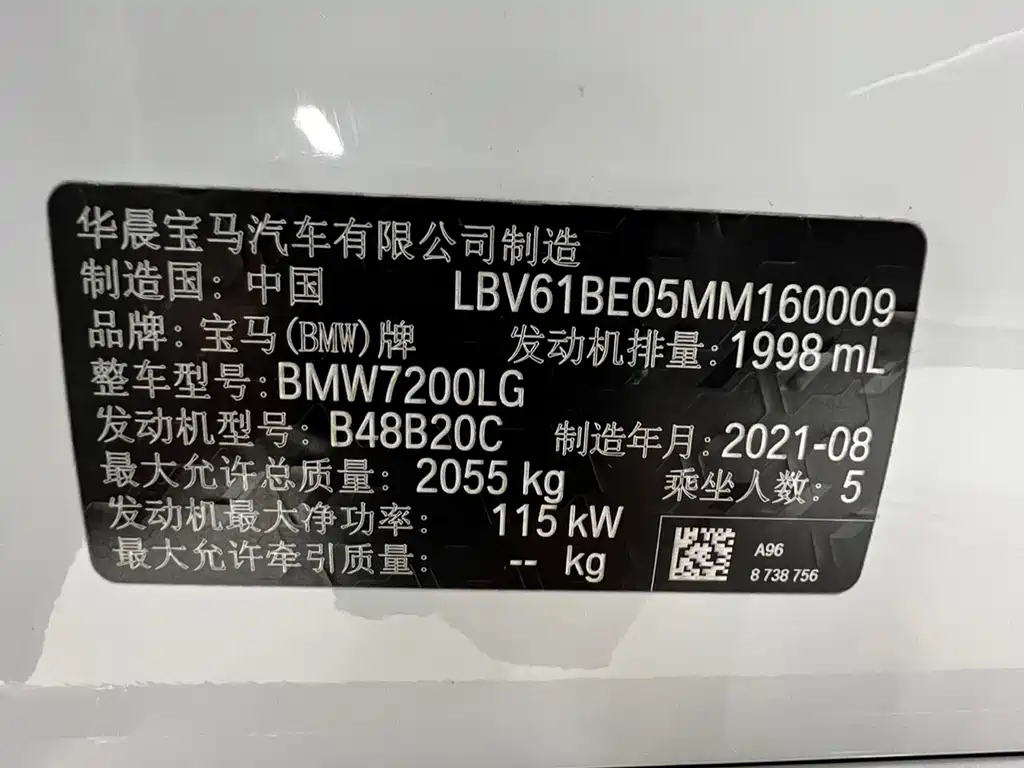 华晨宝马汽车有限公司制造
制造国：中国 LBV61BE05MM160009
品牌：宝马(BMW)牌 发动机排量：1998 mL
整车型号：BMW7200LG
发动机型号：B48B20C 制造年月：2021-08
最大允许总质量：2055 kg 乘坐人数：5
发动机最大净功率：115 kW
最大允许牵引质量：-- kg
A96
8 738 756